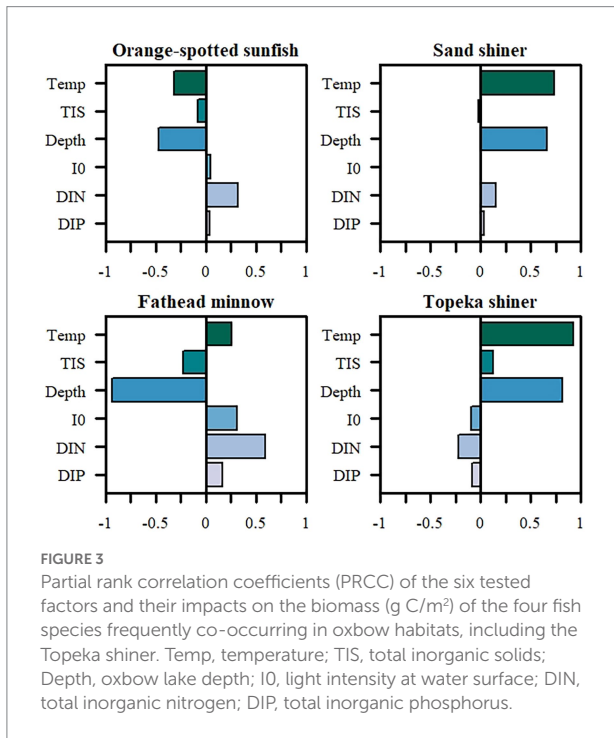 Orange-spotted sunfish
Temp
TIS
Depth
I0
DIN
DIP
-1 -0.5 0 0.5 1
Sand shiner
Temp
TIS
Depth
I0
DIN
DIP
-1 -0.5 0 0.5 1
Fathead minnow
Temp
TIS
Depth
I0
DIN
DIP
-1 -0.5 0 0.5 1
Topeka shiner
Temp
TIS
Depth
I0
DIN
DIP
-1 -0.5 0 0.5 1
FIGURE 3
Partial rank correlation coefficients (PRCC) of the six tested
factors and their impacts on the biomass (g C/m²) of the four fish
species frequently co-occurring in oxbow habitats, including the
Topeka shiner. Temp, temperature; TIS, total inorganic solids;
Depth, oxbow lake depth; I0, light intensity at water surface; DIN,
total inorganic nitrogen; DIP, total inorganic phosphorus.